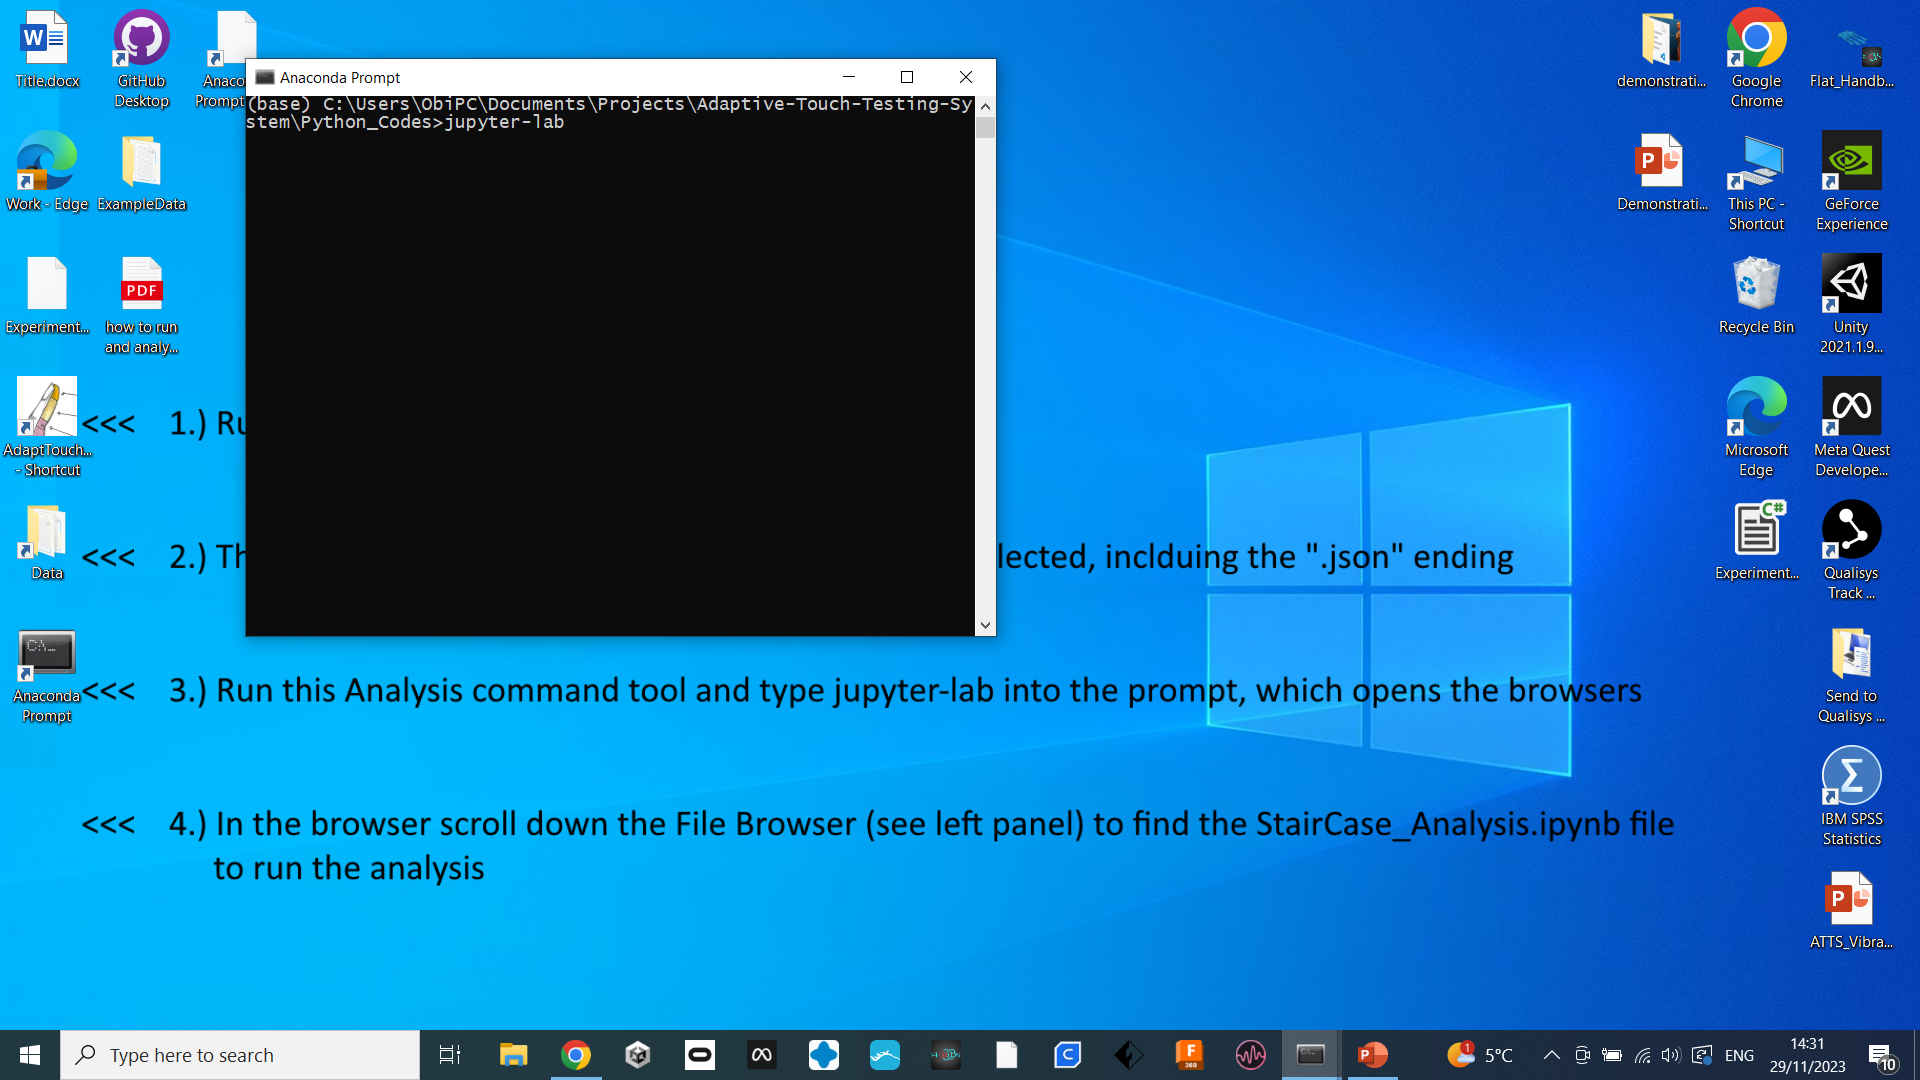 Title.docx
GitHub
Desktop
Anaco
Prompt
Work - Edge
ExampleData
Experiment...
PDF
how to run
and analy...
AdaptTouch...
- Shortcut
Data
Anaconda
Prompt
Anaconda Prompt
(base) C:\Users\ObiPC\Documents\Projects\Adaptive-Touch-Testing-Sy
stem\Python_Codes>jupyter-lab
<<< 1.) Ru
<<< 2.) Th
lected, inclduing the ".json" ending
<<< 3.) Run this Analysis command tool and type jupyter-lab into the prompt, which opens the browsers
<<< 4.) In the browser scroll down the File Browser (see left panel) to find the StairCase_Analysis.ipynb file
to run the analysis
demonstrati...
Google
Chrome
Flat_Handb...
Demonstrati...
This PC -
Shortcut
GeForce
Experience
Recycle Bin
Unity
2021.1.9...
Microsoft
Edge
Meta Quest
Develope...
Experiment...
Qualisys
Track ...
Send to
Qualisys ...
IBM SPSS
Statistics
ATTS_Vibra...
Type here to search
5°C
ENG
14:31
29/11/2023
10